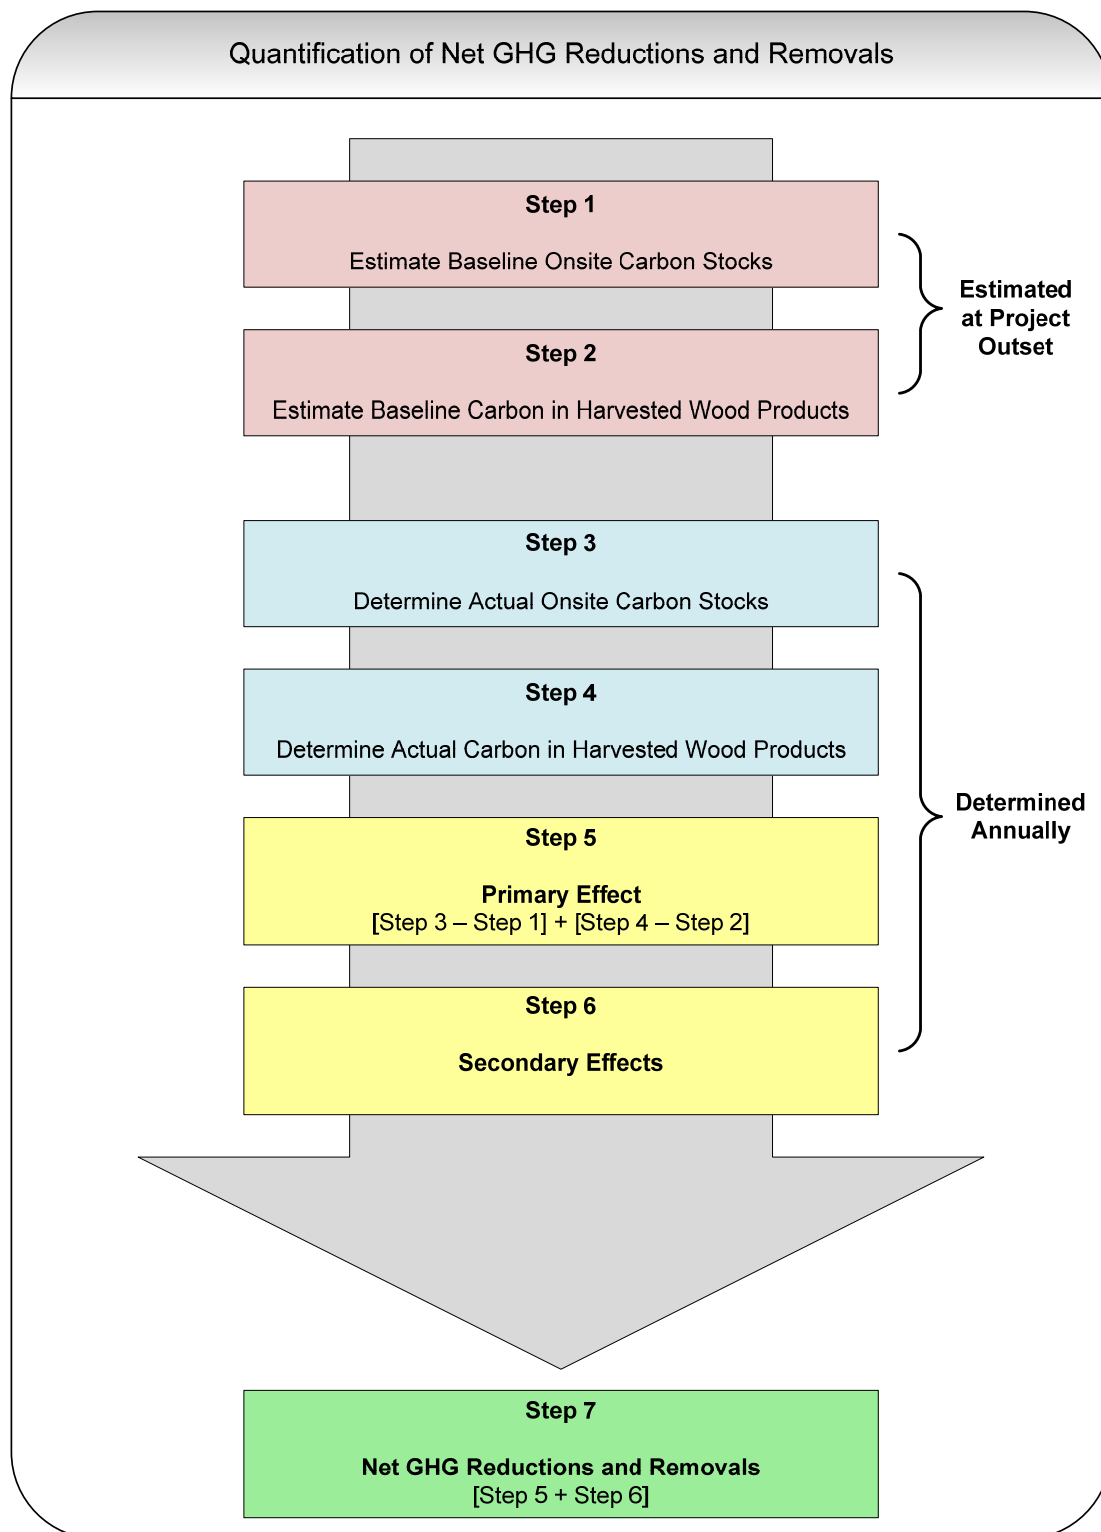 Quantification of Net GHG Reductions and Removals
Step 1
Estimate Baseline Onsite Carbon Stocks
Step 2
Estimate Baseline Carbon in Harvested Wood Products
Estimated
at Project
Outset
Step 3
Determine Actual Onsite Carbon Stocks
Step 4
Determine Actual Carbon in Harvested Wood Products
Step 5
Primary Effect
[Step 3 – Step 1] + [Step 4 – Step 2]
Step 6
Secondary Effects
Determined
Annually
Step 7
Net GHG Reductions and Removals
[Step 5 + Step 6]